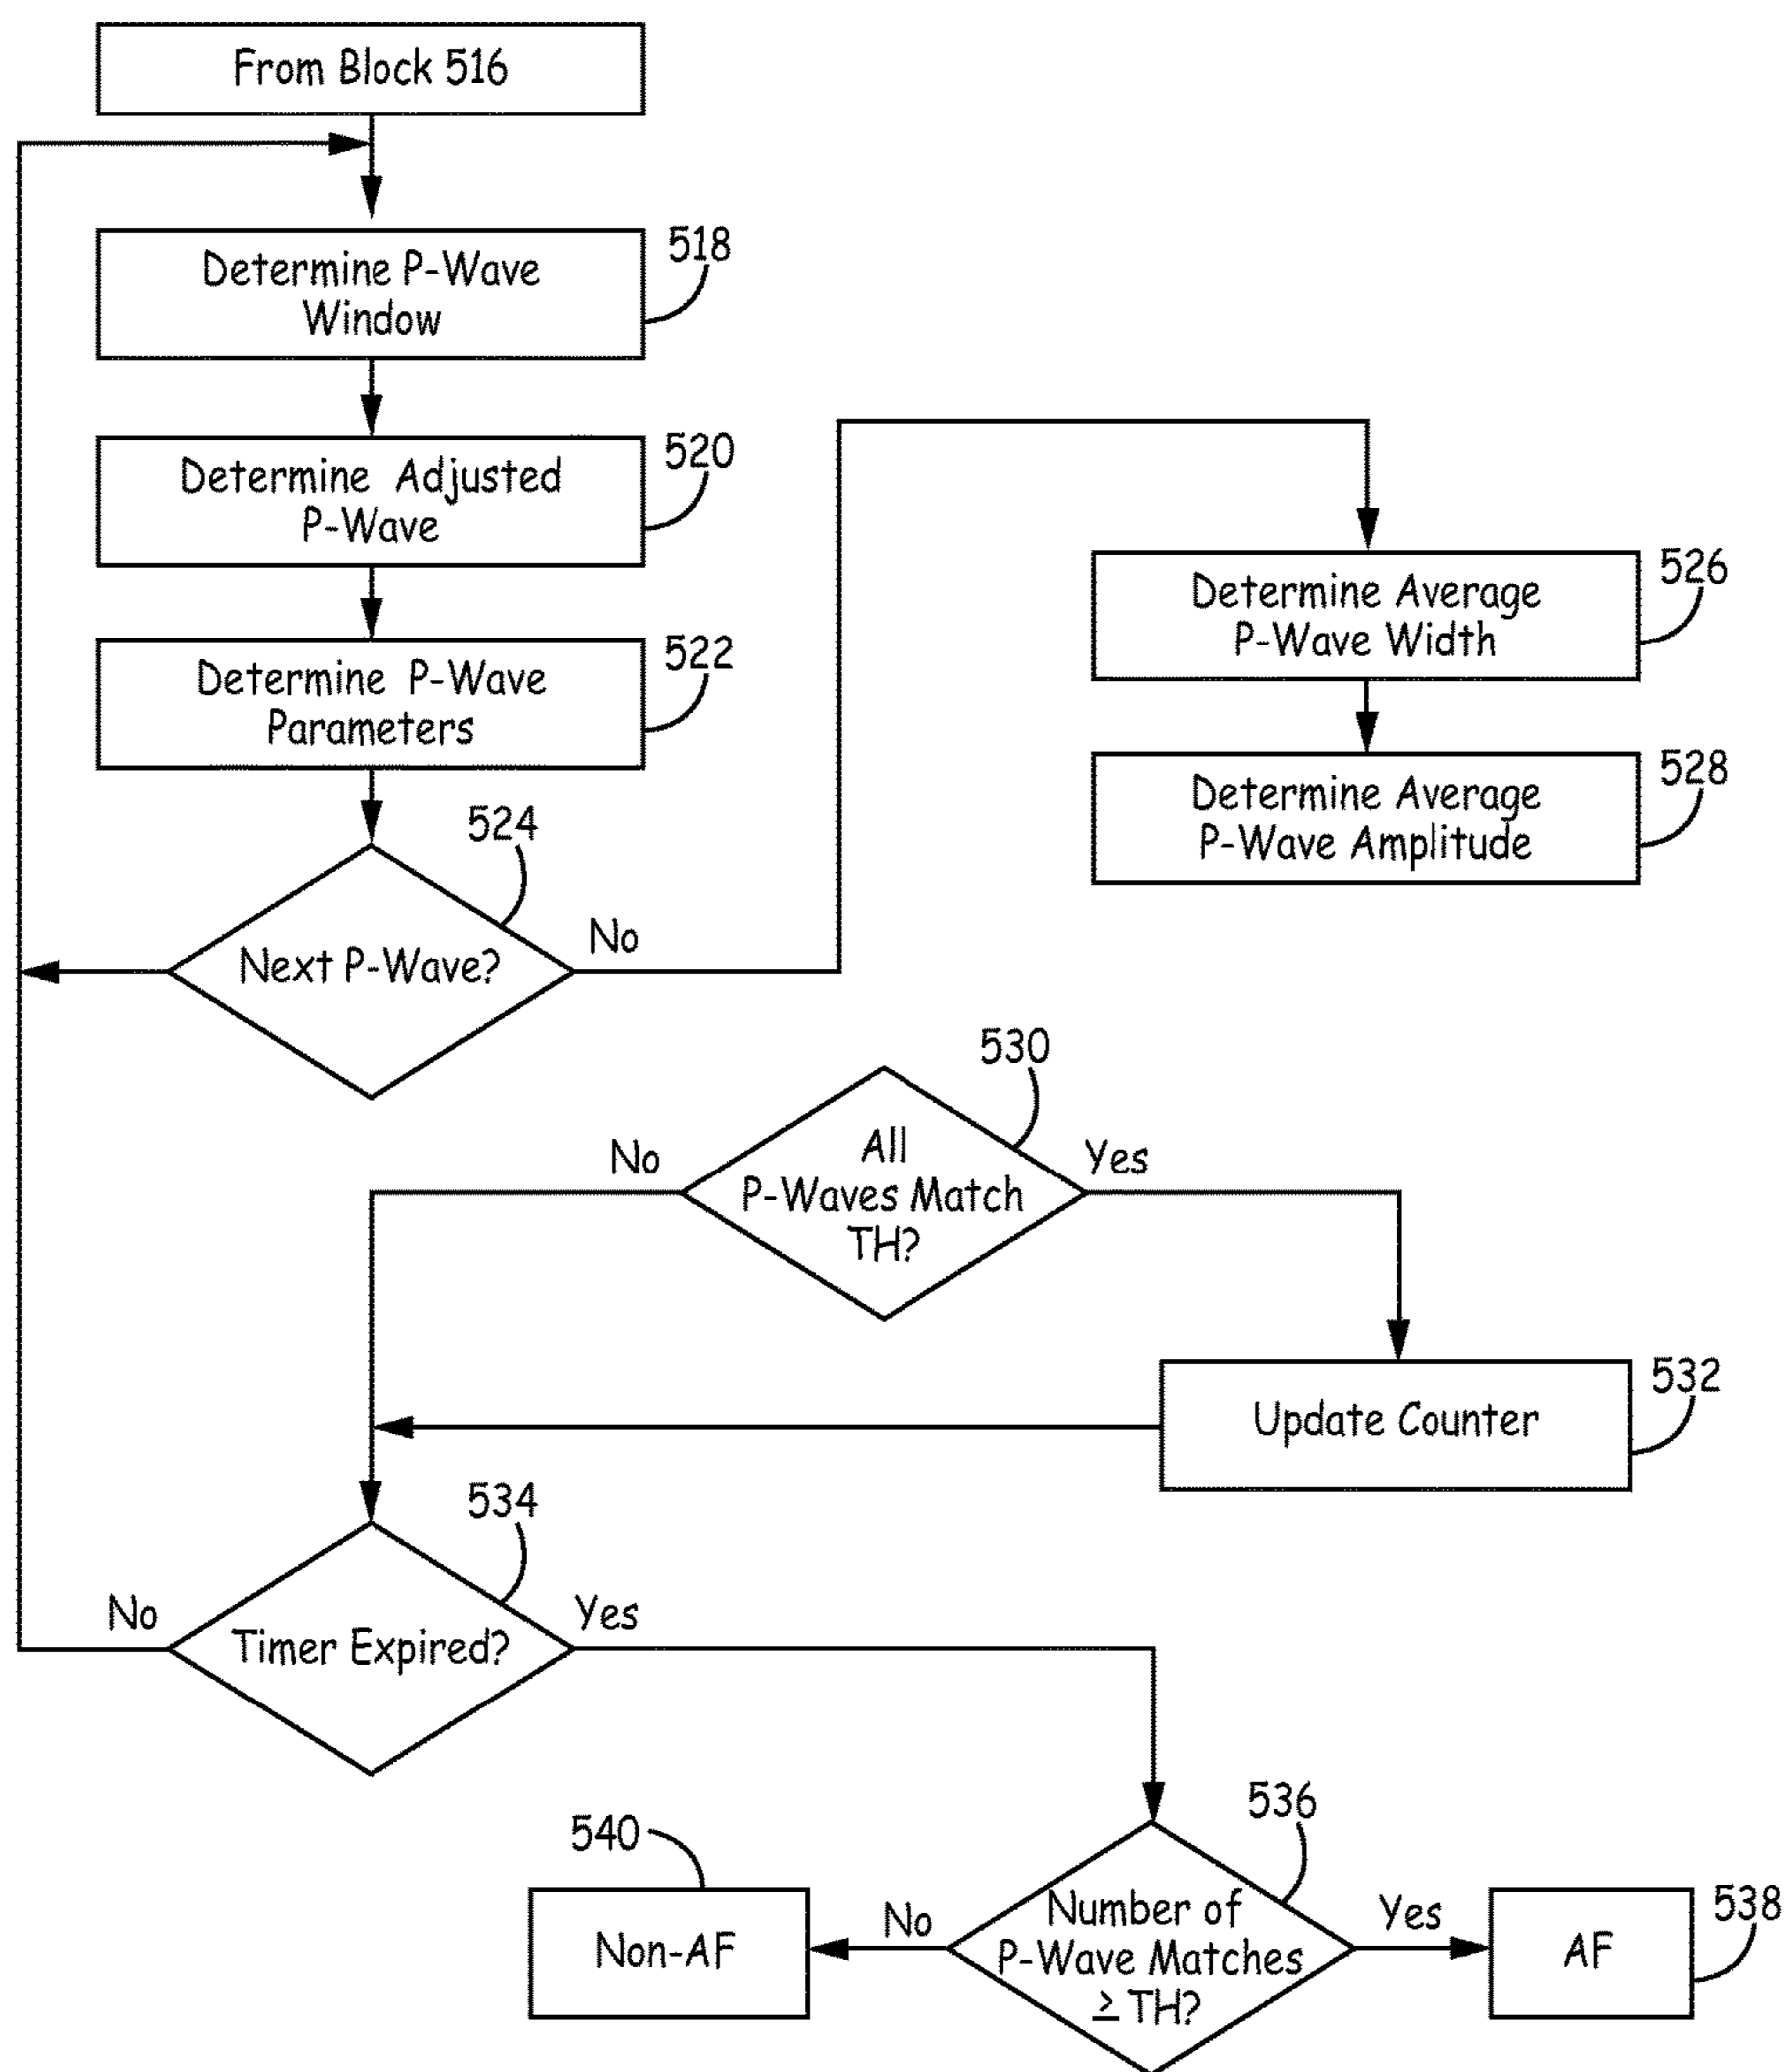 From Block 516
Determine P-Wave
Window
518
Determine Adjusted
P-Wave
520
Determine P-Wave
Parameters
522
524
Next P-Wave?
No
Determine Average
P-Wave Width
526
Determine Average
P-Wave Amplitude
528
530
All
P-Waves Match
TH?
No
Yes
Update Counter
532
534
Timer Expired?
No
Yes
536
Number of
P-Wave Matches
≥ TH?
No
Yes
540
Non-AF
AF
538